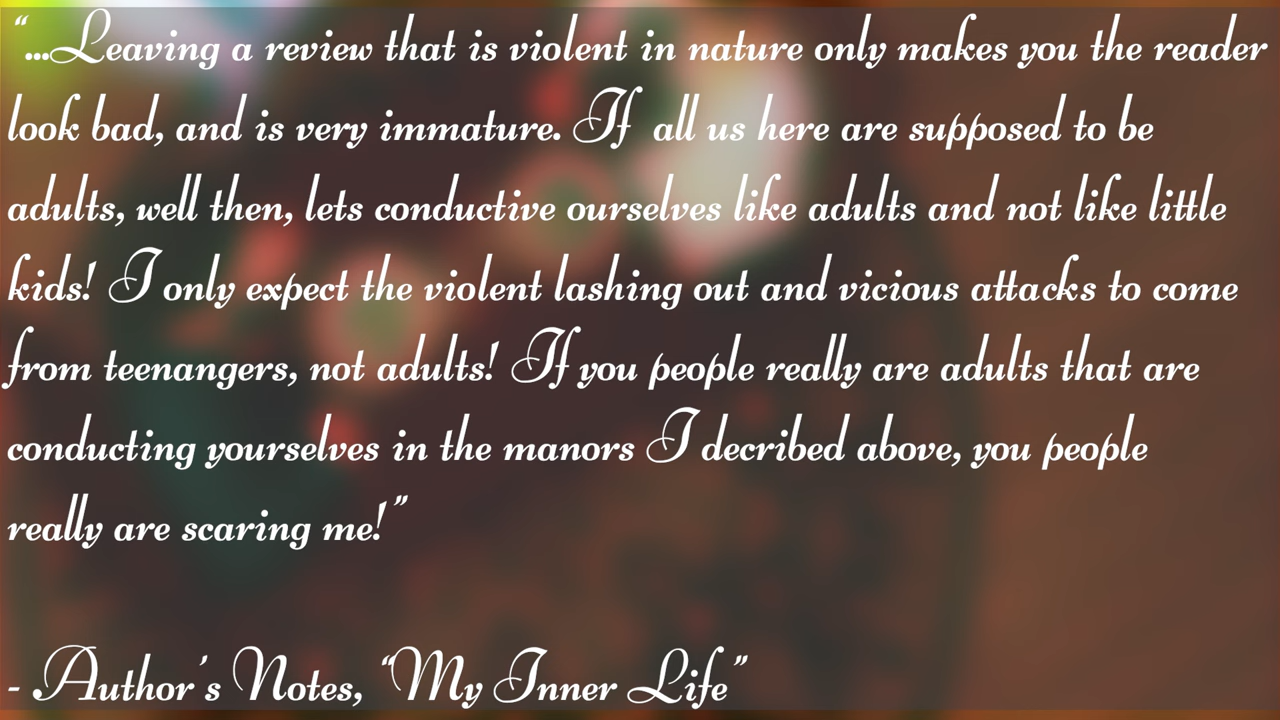 “...Leaving a review that is violent in nature only makes you the reader
look bad, and is very immature. If all us here are supposed to be
adults, well then, lets conductive ourselves like adults and not like little
kids! I only expect the violent lashing out and vicious attacks to come
from teenangers, not adults! If you people really are adults that are
conducting yourselves in the manors I decribed above, you people
really are scaring me!”
- Author's Notes, “My Inner Life”